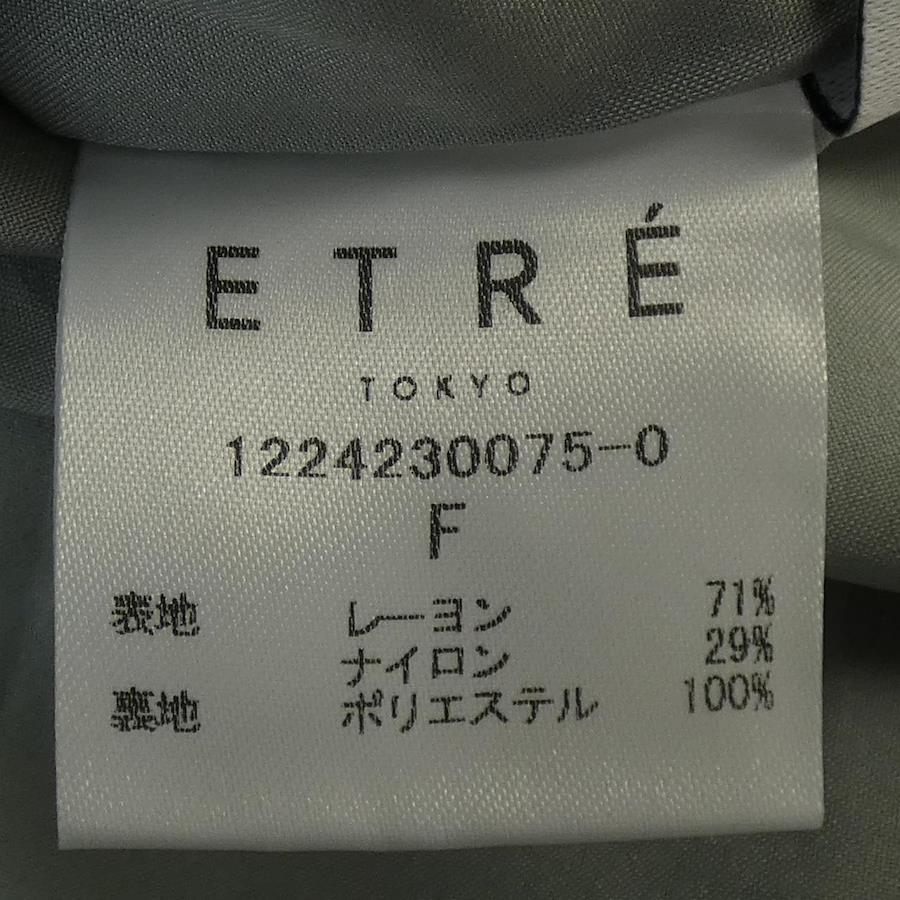 ETRÉ
TOKYO
1224230075-0
F
表地 レーヨン 71%
ナイロン 29%
裏地 ポリエステル 100%